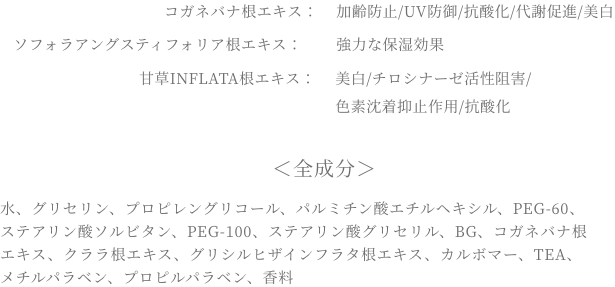 コガネバナ根エキス： 加齢防止/UV防御/抗酸化/代謝促進/美白
ソフォラアングスティフォリア根エキス： 強力な保湿効果
甘草INFLATA根エキス： 美白/チロシナーゼ活性阻害/
色素沈着抑止作用/抗酸化
＜全成分＞
水、グリセリン、プロピレングリコール、パルミチン酸エチルヘキシル、PEG-60、
ステアリン酸ソルビタン、PEG-100、ステアリン酸グリセリル、BG、コガネバナ根
エキス、クララ根エキス、グリシルヒザインフラタ根エキス、カルボマー、TEA、
メチルパラベン、プロピルパラベン、香料